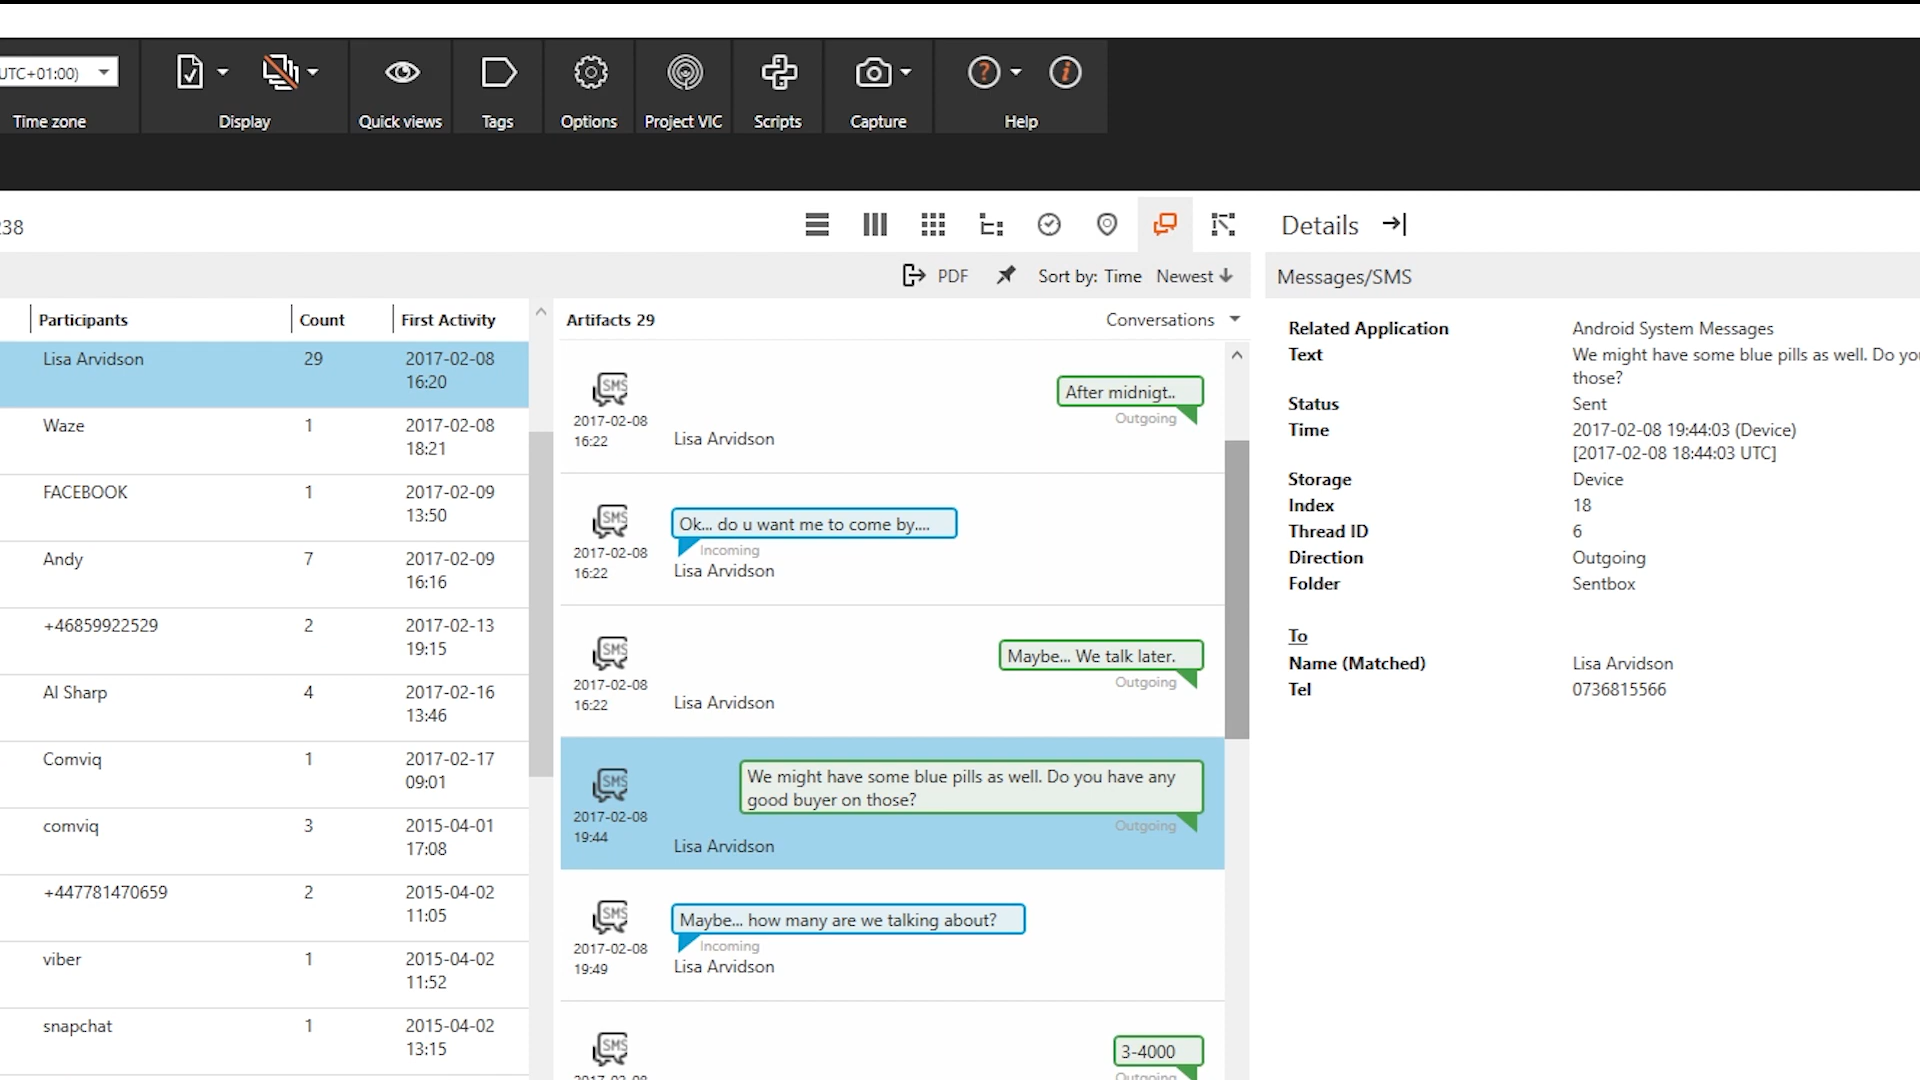 UTC+01:00)
Time zone
Display
Quick views
Tags
Options
Project VIC
Scripts
Capture
Help
238
Details
PDF
Sort by: Time Newest
Messages/SMS
Participants
Count
First Activity
Lisa Arvidson
29
2017-02-08
16:20
Waze
1
2017-02-08
18:21
FACEBOOK
1
2017-02-09
13:50
Andy
7
2017-02-09
16:16
+46859922529
2
2017-02-13
19:15
Al Sharp
4
2017-02-16
13:46
Comviq
1
2017-02-17
09:01
comviq
3
2015-04-01
17:08
+447781470659
2
2015-04-02
11:05
viber
1
2015-04-02
11:52
snapchat
1
2015-04-02
13:15
Artifacts 29
Conversations
SMS
After midnigt..
Outgoing
2017-02-08
16:22
Lisa Arvidson
SMS
Ok... do u want me to come by....
Incoming
2017-02-08
16:22
Lisa Arvidson
SMS
Maybe... We talk later.
Outgoing
2017-02-08
16:22
Lisa Arvidson
SMS
We might have some blue pills as well. Do you have any
good buyer on those?
Outgoing
2017-02-08
19:44
Lisa Arvidson
SMS
Maybe... how many are we talking about?
Incoming
2017-02-08
19:49
Lisa Arvidson
SMS
3-4000
Outgoing
2017-02-08
Related Application
Android System Messages
Text
We might have some blue pills as well. Do you
those?
Status
Sent
Time
2017-02-08 19:44:03 (Device)
[2017-02-08 18:44:03 UTC]
Storage
Device
Index
18
Thread ID
6
Direction
Outgoing
Folder
Sentbox
To
Name (Matched)
Lisa Arvidson
Tel
0736815566